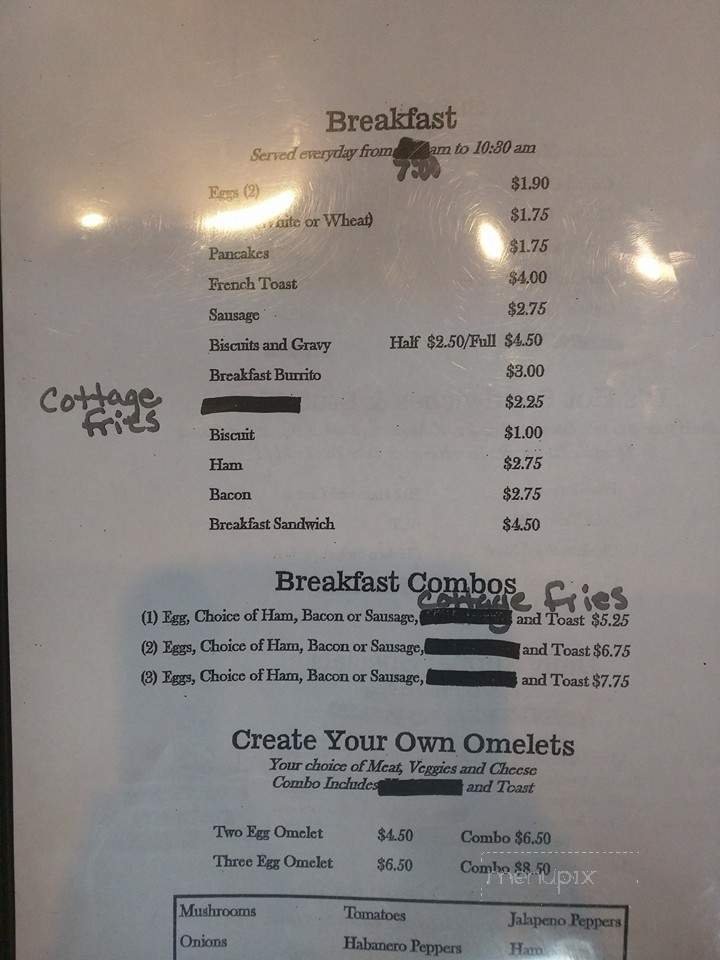 Breakfast
Served everyday from am to 10:30 am
7:00
Eggs (2) $1.90
or Wheat) $1.75
Pancakes $1.75
French Toast $4.00
Sausage $2.75
Biscuits and Gravy Half $2.50/Full $4.50
Breakfast Burrito $3.00
Cottage fries $2.25
Biscuit $1.00
Ham $2.75
Bacon $2.75
Breakfast Sandwich $4.50
Breakfast Combos
cottage fries
(1) Egg, Choice of Ham, Bacon or Sausage, and Toast $5.25
(2) Eggs, Choice of Ham, Bacon or Sausage, and Toast $6.75
(3) Eggs, Choice of Ham, Bacon or Sausage, and Toast $7.75
Create Your Own Omelets
Your choice of Meat, Veggies and Cheese
Combo Includes and Toast
Two Egg Omelet $4.50 Combo $6.50
Three Egg Omelet $6.50 Combo $8.50
menupix
Mushrooms Tomatoes Jalapeno Peppers
Onions Habanero Peppers Ham